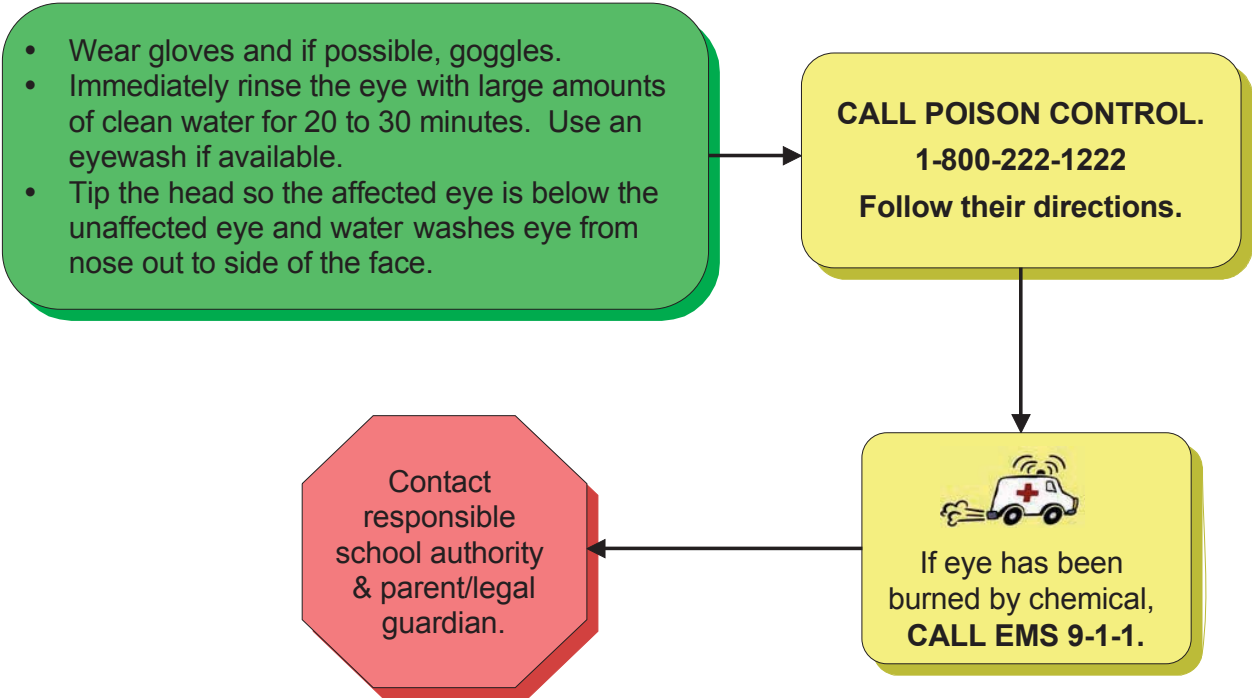 • Wear gloves and if possible, goggles.
• Immediately rinse the eye with large amounts
of clean water for 20 to 30 minutes.  Use an
eyewash if available.
• Tip the head so the affected eye is below the
unaffected eye and water washes eye from
nose out to side of the face.
CALL POISON CONTROL.
1-800-222-1222
Follow their directions.
If eye has been
burned by chemical,
CALL EMS 9-1-1.
Contact
responsible
school authority
& parent/legal
guardian.